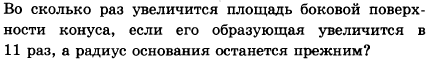 Во сколько раз увеличится площадь боковой поверх-
ности конуса, если его образующая увеличится в
11 раз, а радиус основания останется прежним?